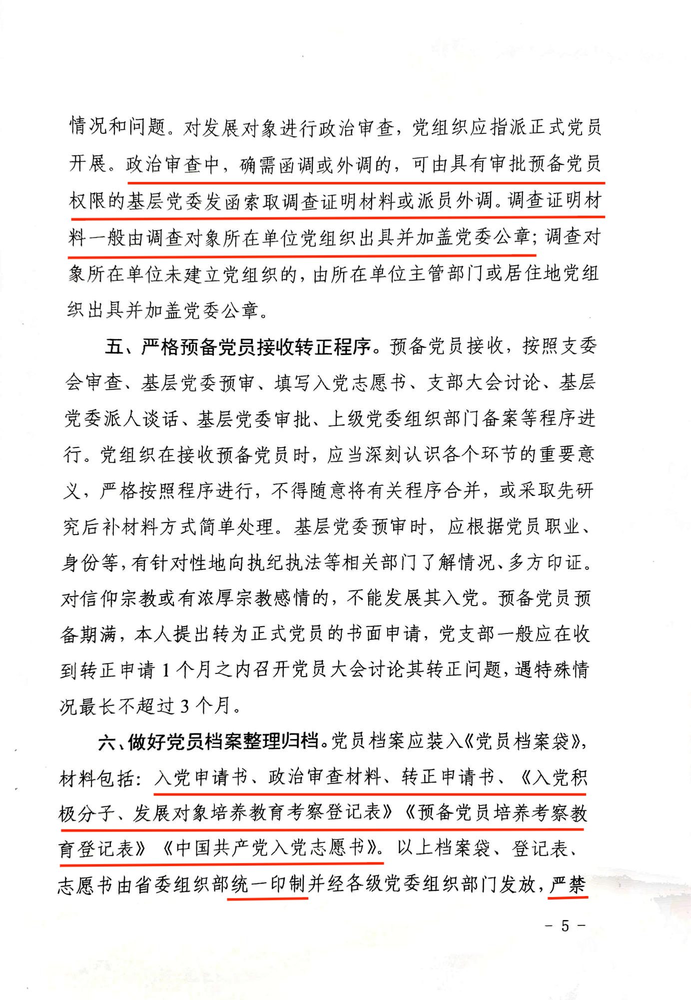 情况和问题。对发展对象进行政治审查，党组织应指派正式党员
开展。政治审查中，确需函调或外调的，可由具有审批预备党员
权限的基层党委发函索取调查证明材料或派员外调。调查证明材
料一般由调查对象所在单位党组织出具并加盖党委公章；调查对
象所在单位未建立党组织的，由所在单位主管部门或居住地党组
织出具并加盖党委公章。
五、严格预备党员接收转正程序。预备党员接收，按照支委
会审查、基层党委预审、填写入党志愿书、支部大会讨论、基层
党委派人谈话、基层党委审批、上级党委组织部门备案等程序进
行。党组织在接收预备党员时，应当深刻认识各个环节的重要意
义，严格按照程序进行，不得随意将有关程序合并，或采取先研
究后补材料方式简单处理。基层党委预审时，应根据党员职业、
身份等，有针对性地向执纪执法等相关部门了解情况、多方印证。
对信仰宗教或有浓厚宗教感情的，不能发展其入党。预备党员预
备期满，本人提出转为正式党员的书面申请，党支部一般应在收
到转正申请1个月之内召开党员大会讨论其转正问题，遇特殊情
况最长不超过3个月。
六、做好党员档案整理归档。党员档案应装入《党员档案袋》，
材料包括：入党申请书、政治审查材料、转正申请书、《入党积
极分子、发展对象培养教育考察登记表》《预备党员培养考察教
育登记表》《中国共产党入党志愿书》。以上档案袋、登记表、
志愿书由省委组织部统一印制并经各级党委组织部门发放，严禁
- 5 -